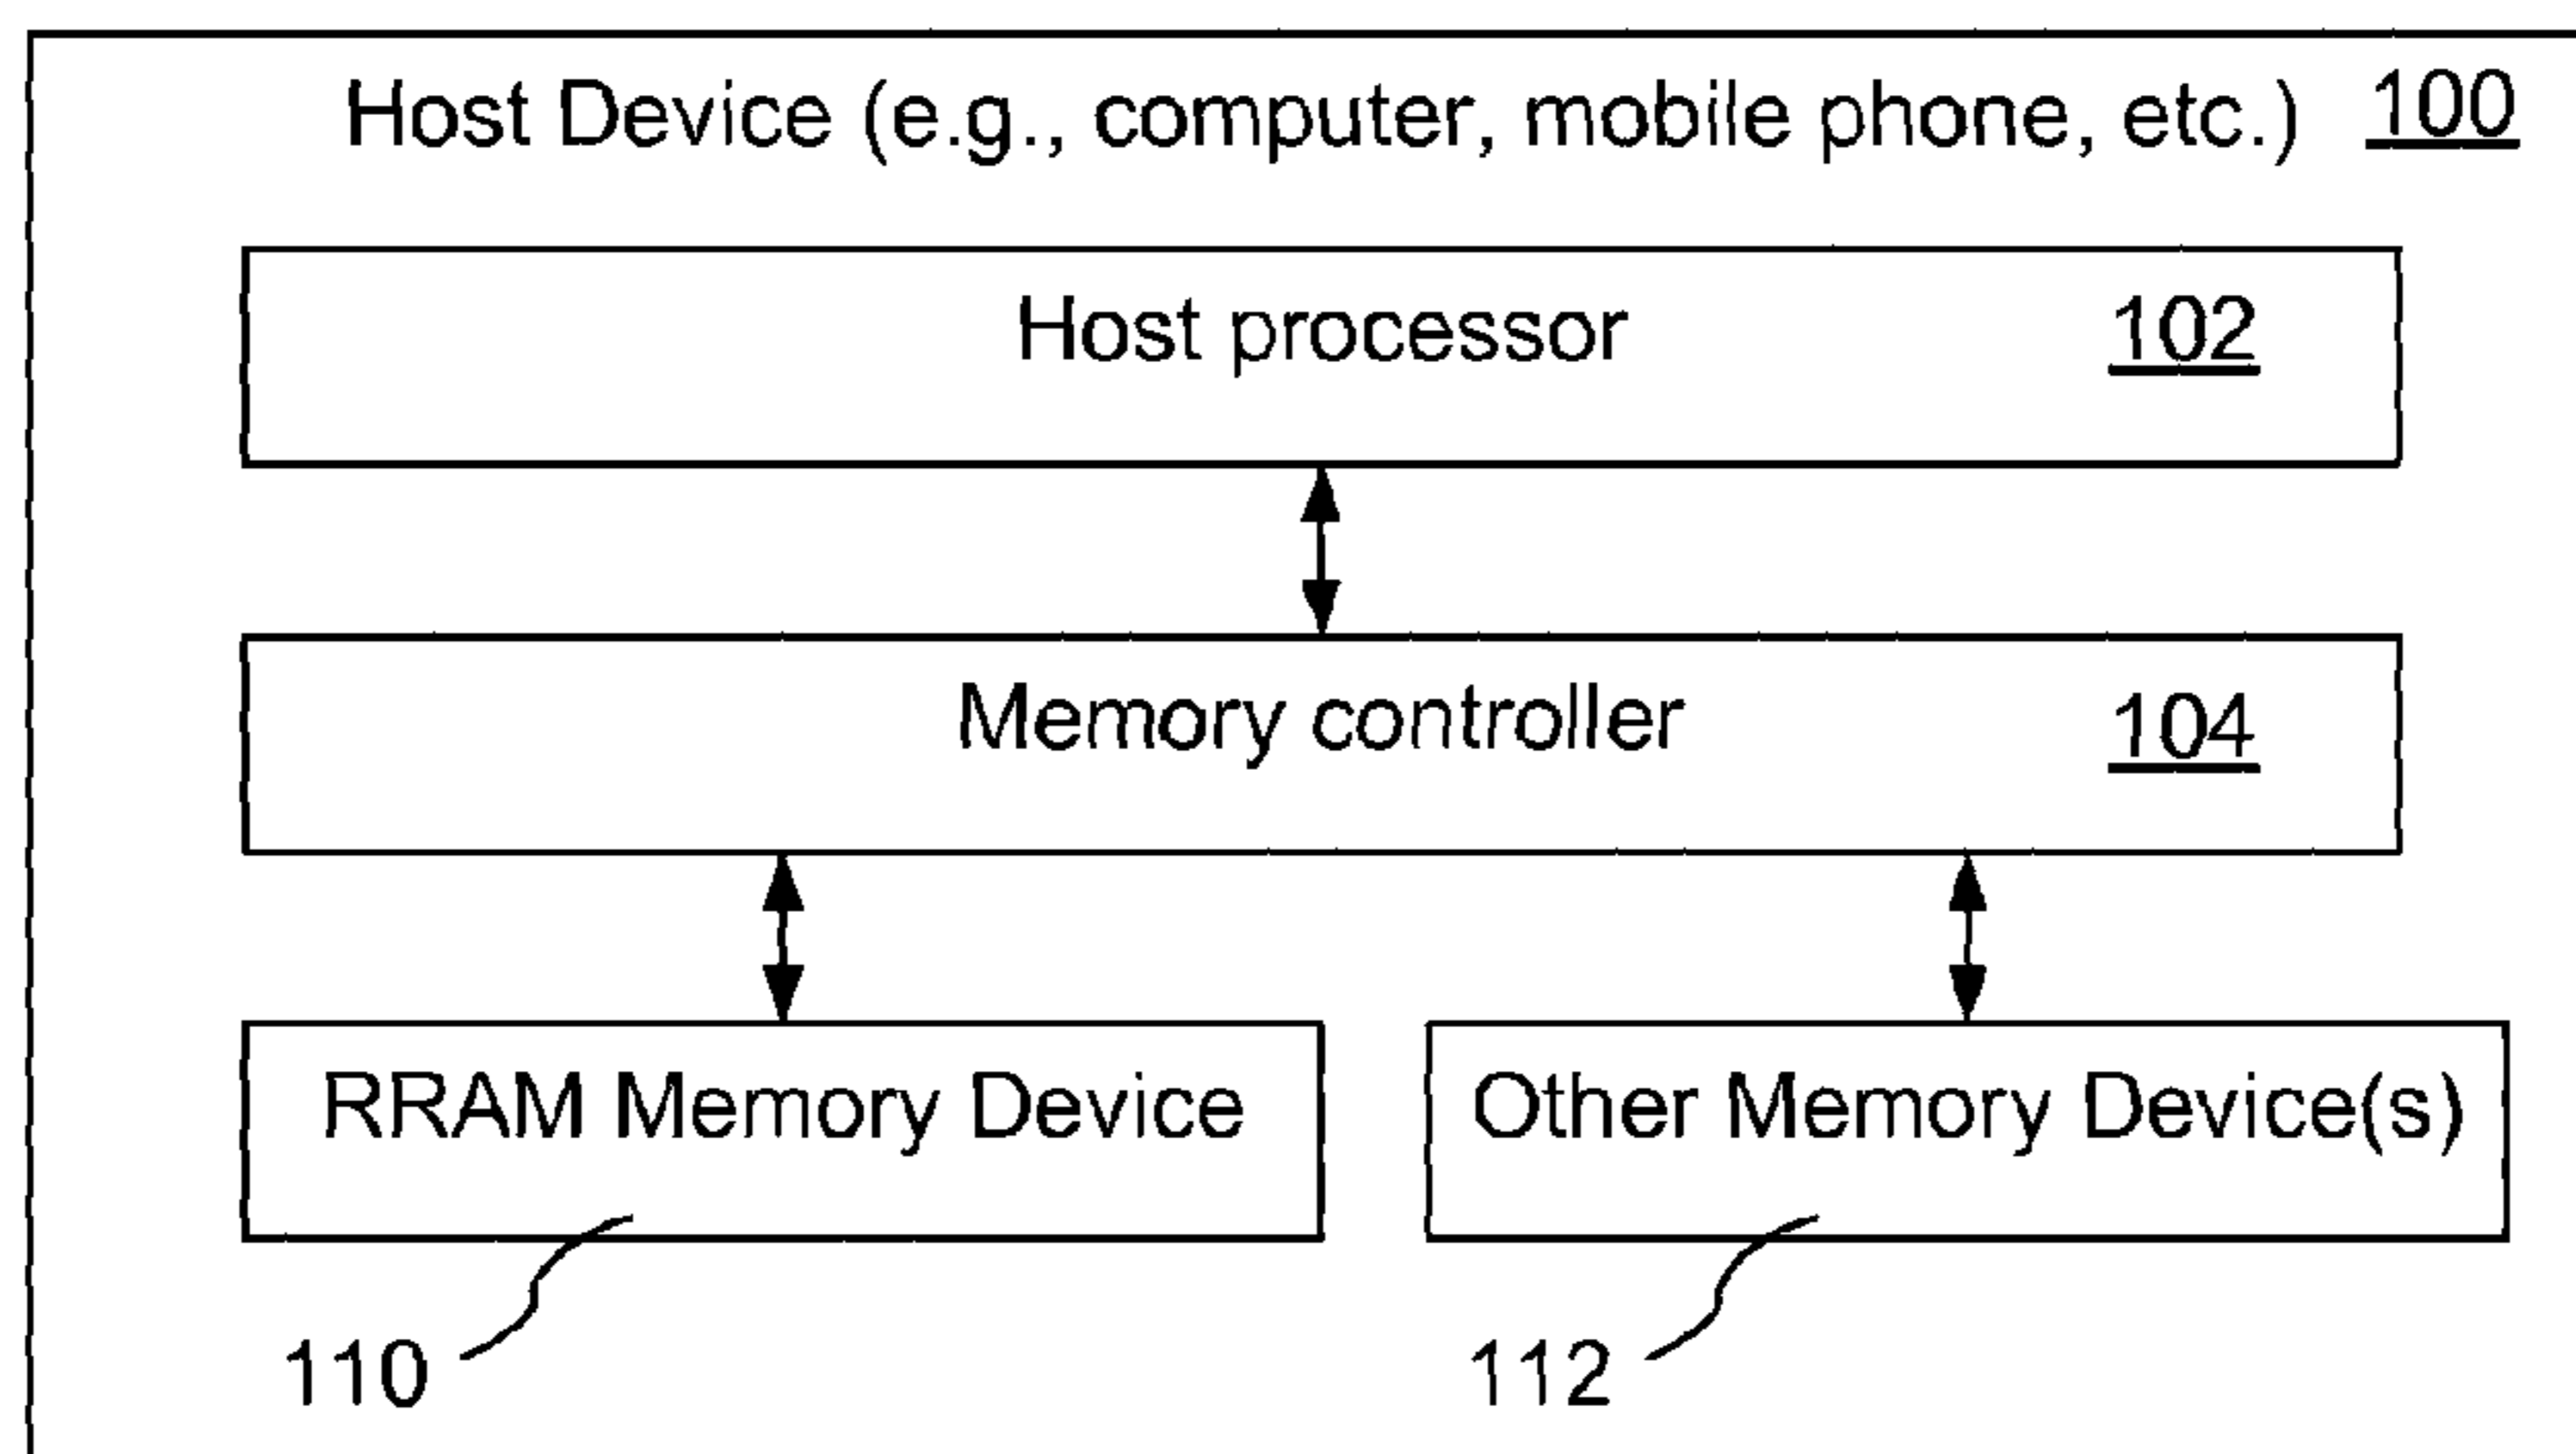 Host Device (e.g., computer, mobile phone, etc.) 100
Host processor 102
Memory controller 104
RRAM Memory Device
Other Memory Device(s)
110
112